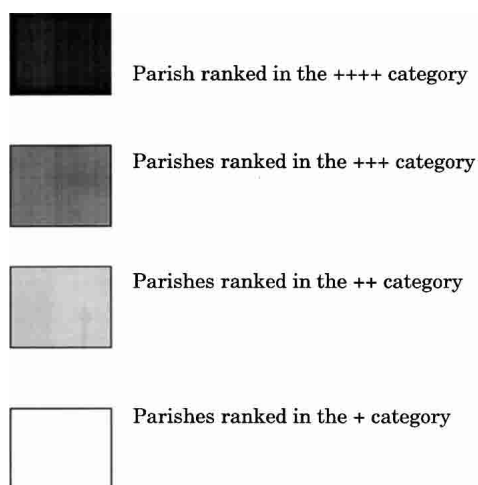 Parish ranked in the ++++ category
Parishes ranked in the +++ category
Parishes ranked in the ++ category
Parishes ranked in the + category